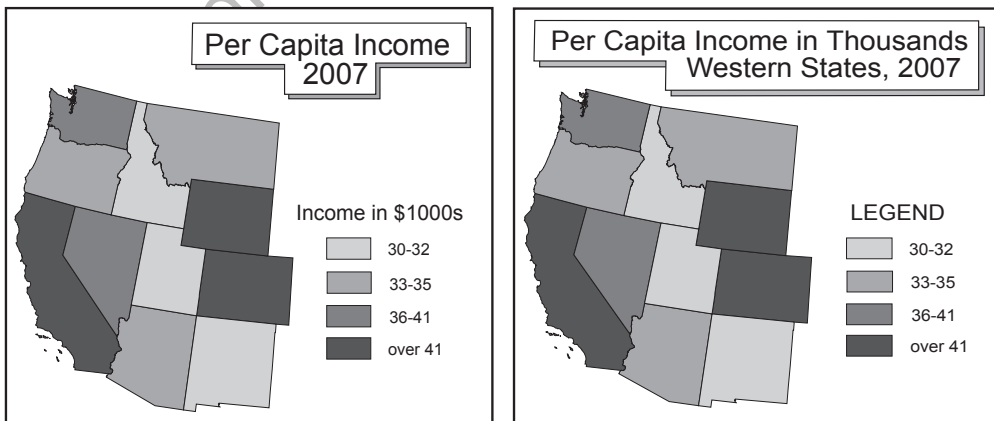 Per Capita Income
2007
Income in $1000s
30-32
33-35
36-41
over 41
Per Capita Income in Thousands
Western States, 2007
LEGEND
30-32
33-35
36-41
over 41